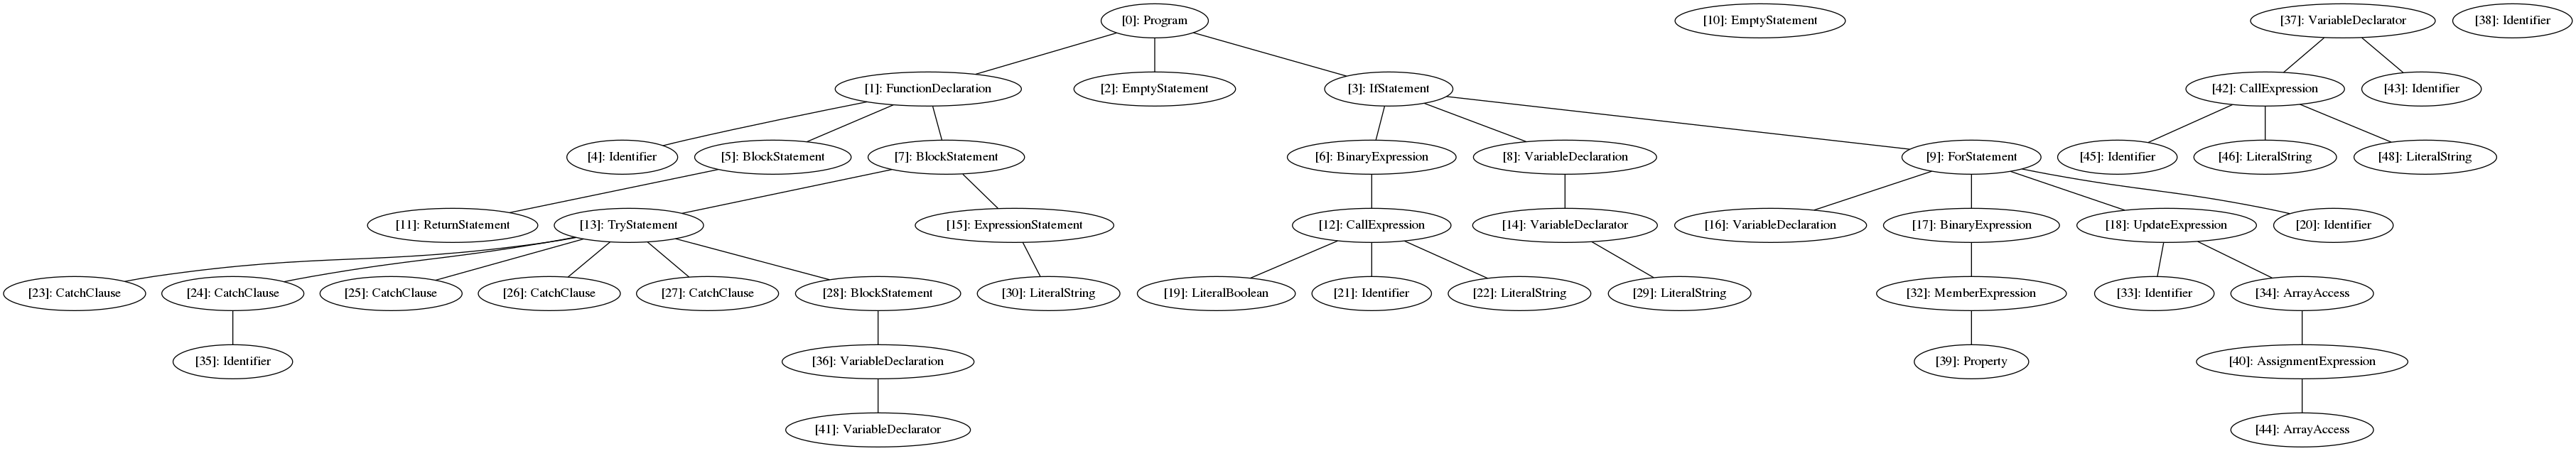 [0]: Program
[10]: EmptyStatement
[37]: VariableDeclarator
[38]: Identifier
[1]: FunctionDeclaration
[2]: EmptyStatement
[3]: IfStatement
[42]: CallExpression
[43]: Identifier
[4]: Identifier
[5]: BlockStatement
[7]: BlockStatement
[6]: BinaryExpression
[8]: VariableDeclaration
[9]: ForStatement
[45]: Identifier
[46]: LiteralString
[48]: LiteralString
[11]: ReturnStatement
[13]: TryStatement
[15]: ExpressionStatement
[12]: CallExpression
[14]: VariableDeclarator
[16]: VariableDeclaration
[17]: BinaryExpression
[18]: UpdateExpression
[20]: Identifier
[23]: CatchClause
[24]: CatchClause
[25]: CatchClause
[26]: CatchClause
[27]: CatchClause
[28]: BlockStatement
[30]: LiteralString
[19]: LiteralBoolean
[21]: Identifier
[22]: LiteralString
[29]: LiteralString
[32]: MemberExpression
[33]: Identifier
[34]: ArrayAccess
[35]: Identifier
[36]: VariableDeclaration
[39]: Property
[40]: AssignmentExpression
[41]: VariableDeclarator
[44]: ArrayAccess